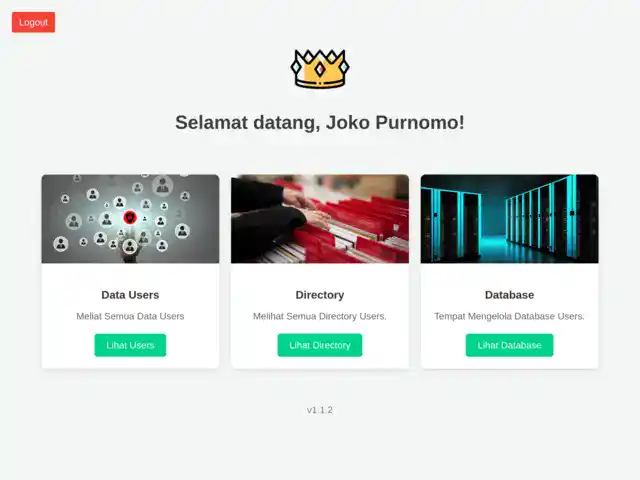 Logout
Selamat datang, Joko Purnomo!
Data Users
Meliat Semua Data Users
Lihat Users
Directory
Melihat Semua Directory Users.
Lihat Directory
Database
Tempat Mengelola Database Users.
Lihat Database
v1.1.2